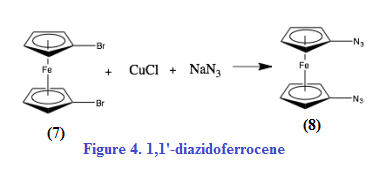 Br
N3
Fe + CuCl + NaN3 Fe
Br
N3
(7) (8)
Figure 4. 1,1'-diazidoferrocene